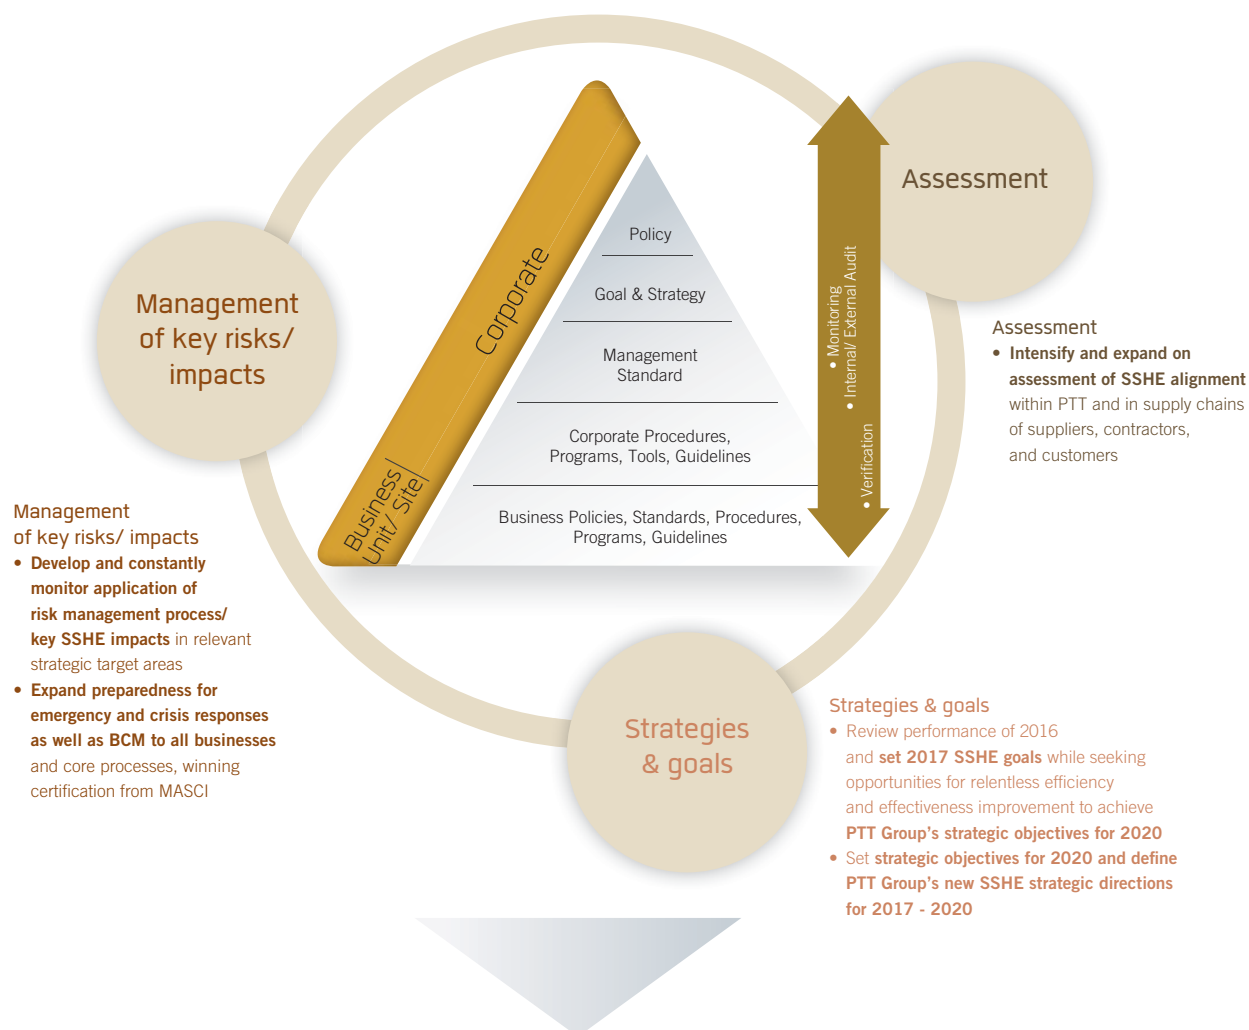 Assessment
Management
of key risks/
impacts
Corporate
Business
Unit/ Site
Policy
Goal & Strategy
Management
Standard
Corporate Procedures,
Programs, Tools, Guidelines
Business Policies, Standards, Procedures,
Programs, Guidelines
• Monitoring
• Internal/ External Audit
• Verification
Assessment
• Intensify and expand on
assessment of SSHE alignment
within PTT and in supply chains
of suppliers, contractors,
and customers
Management
of key risks/ impacts
• Develop and constantly
monitor application of
risk management process/
key SSHE impacts in relevant
strategic target areas
• Expand preparedness for
emergency and crisis responses
as well as BCM to all businesses
and core processes, winning
certification from MASCI
Strategies
& goals
Strategies & goals
• Review performance of 2016
and set 2017 SSHE goals while seeking
opportunities for relentless efficiency
and effectiveness improvement to achieve
PTT Group's strategic objectives for 2020
• Set strategic objectives for 2020 and define
PTT Group's new SSHE strategic directions
for 2017 - 2020